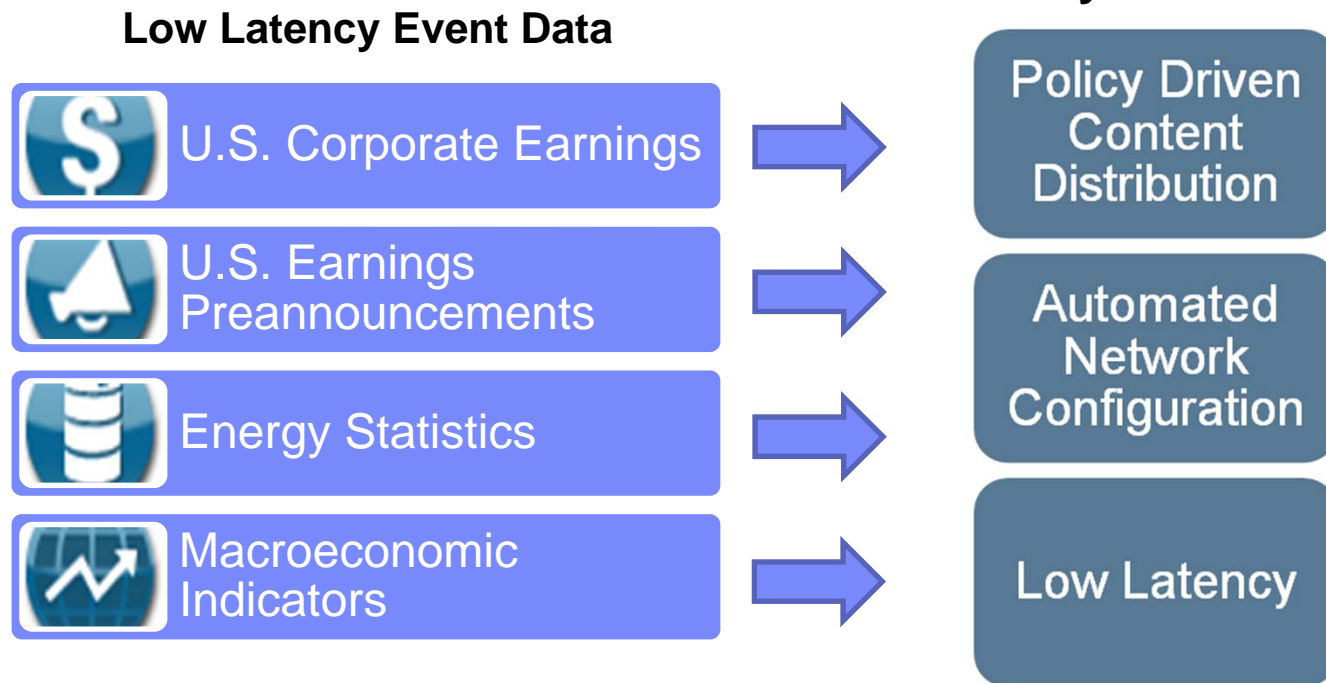 Low Latency Event Data
U.S. Corporate Earnings
U.S. Earnings
Preannouncements
Energy Statistics
Macroeconomic
Indicators
Policy Driven
Content
Distribution
Automated
Network
Configuration
Low Latency